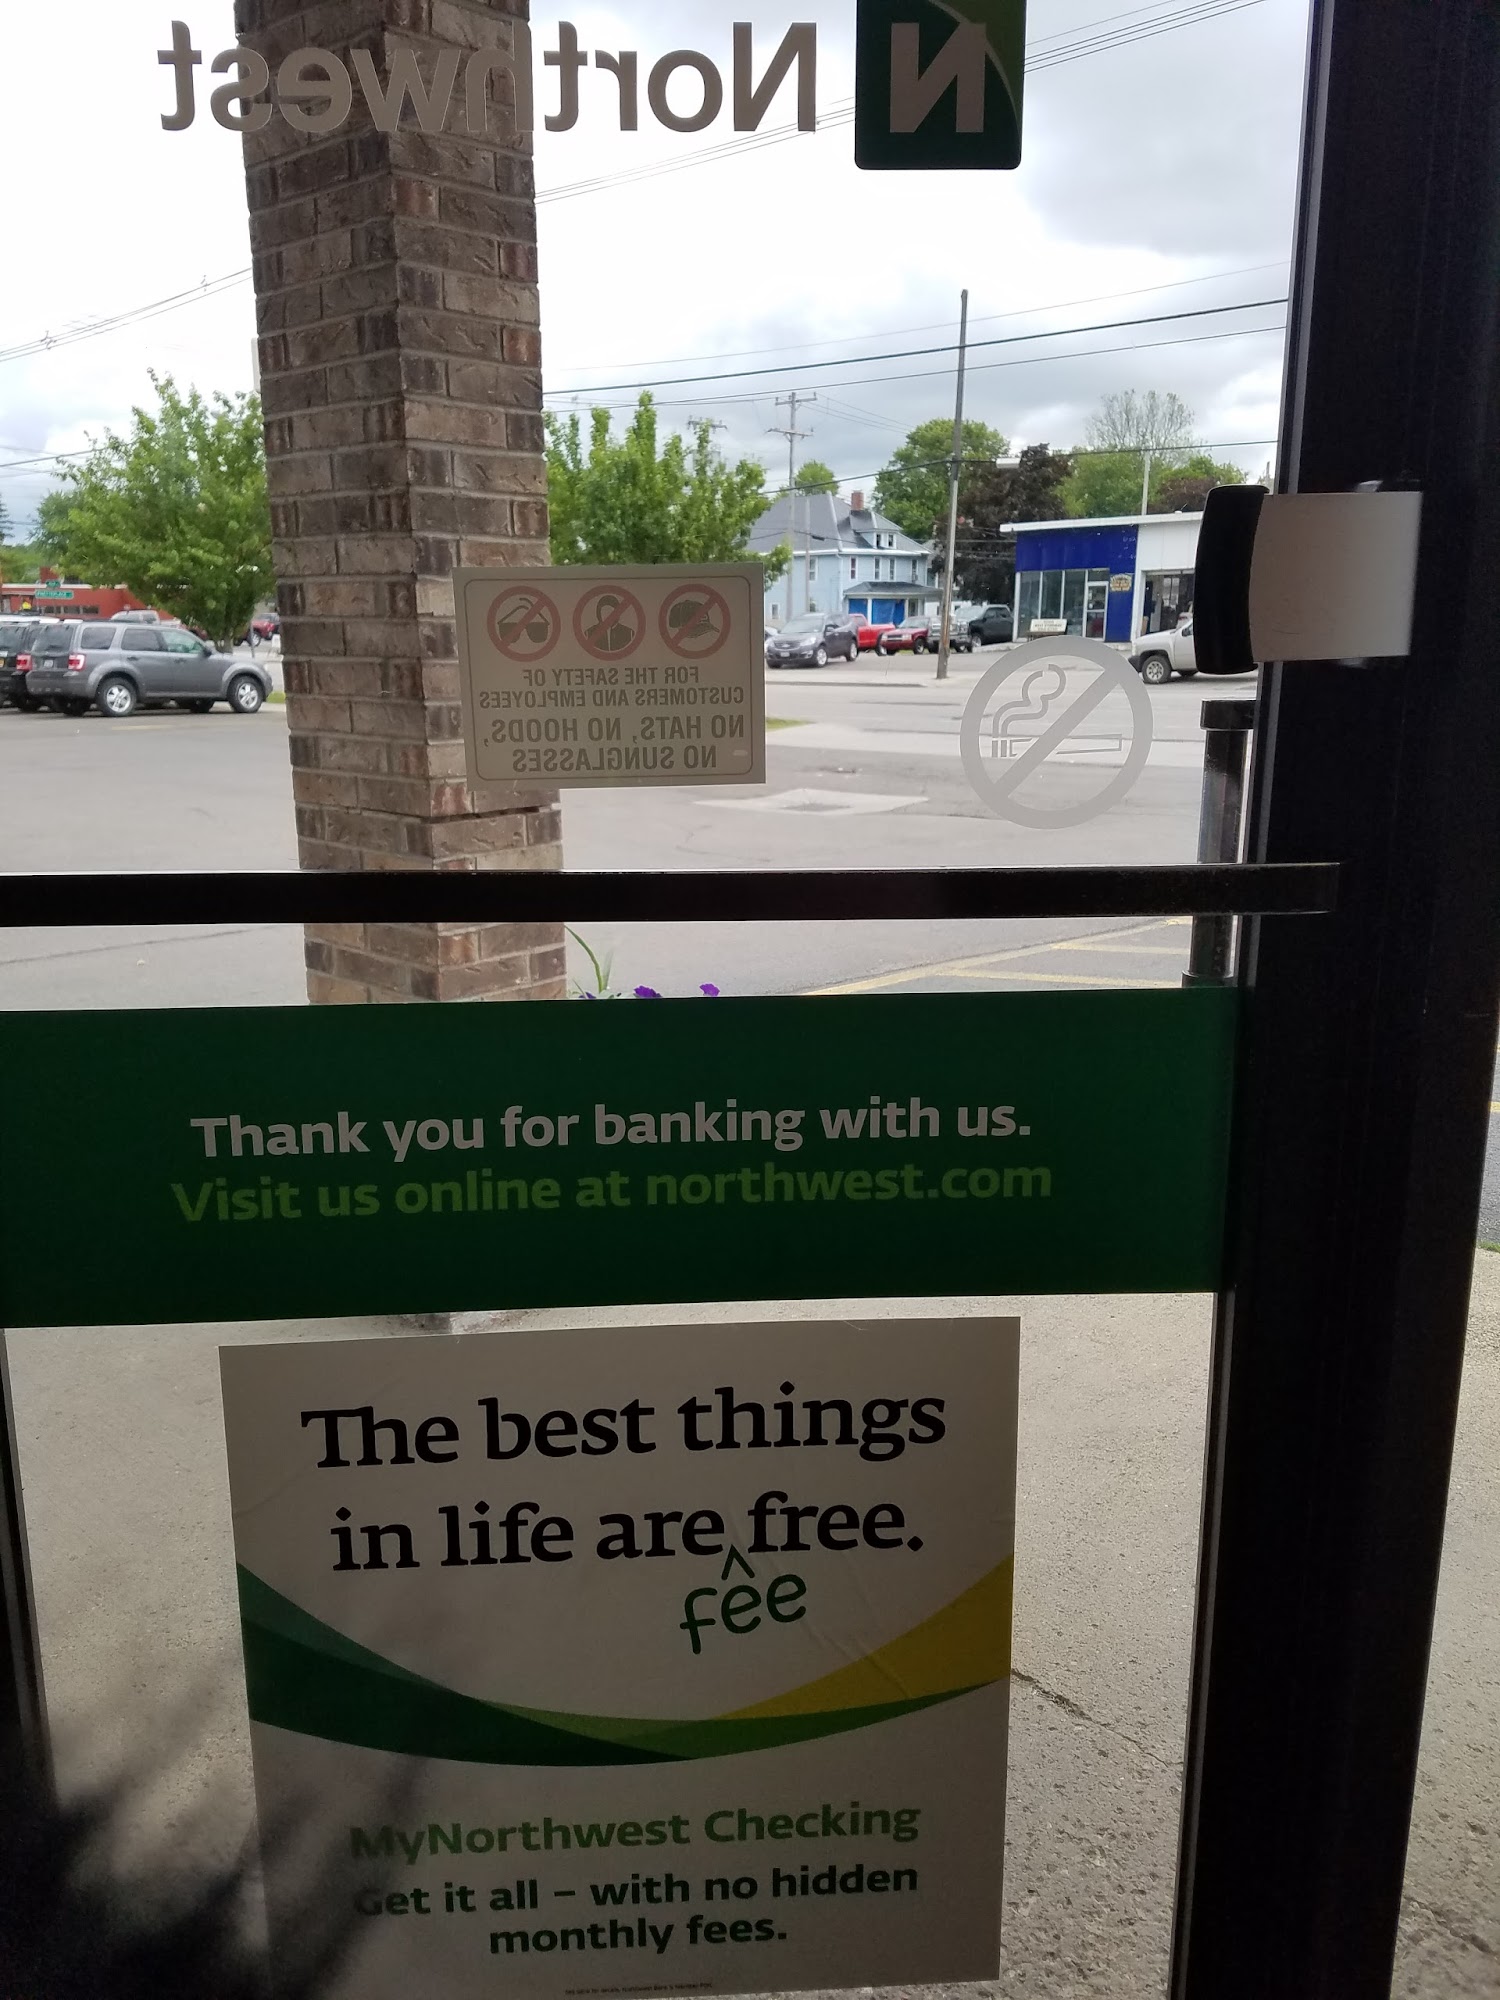 Northwest
N
FOR THE SAFETY OF
CUSTOMERS AND EMPLOYEES
NO HATS, NO HOODS,
NO SUNGLASSES
Thank you for banking with us.
Visit us online at northwest.com
The best things
in life are free.
^
fee
MyNorthwest Checking
Get it all – with no hidden
monthly fees.